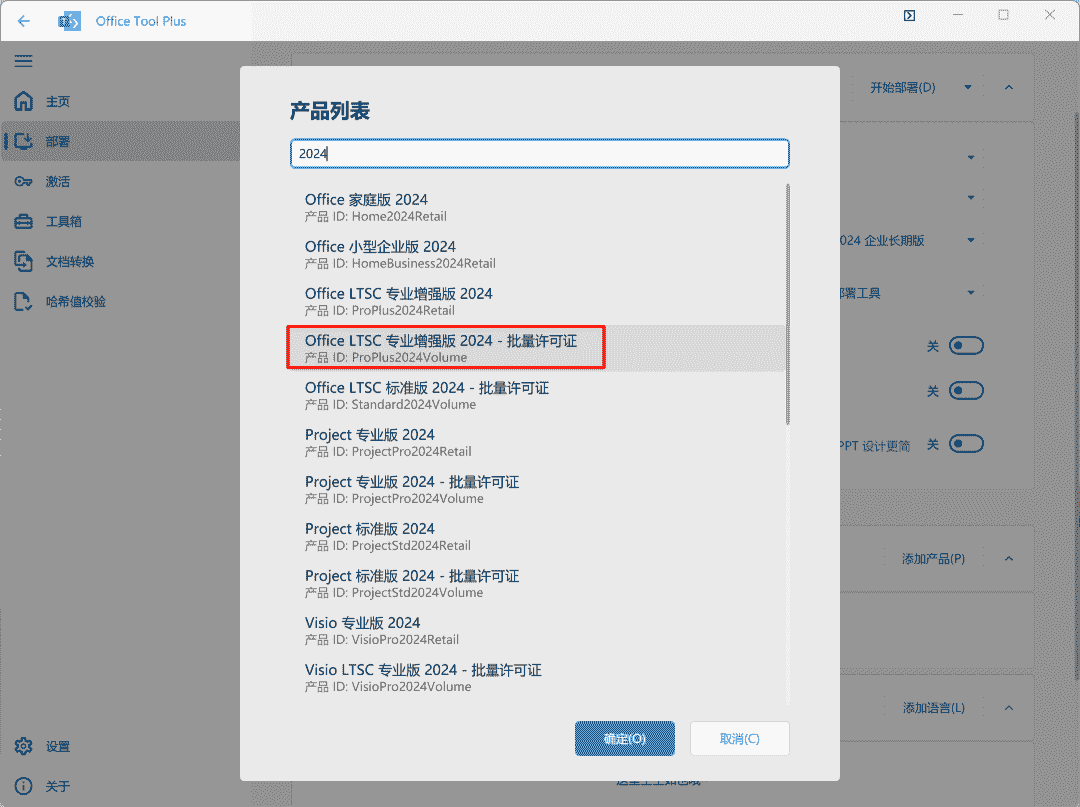 Office Tool Plus
主页
部署
激活
工具箱
文档转换
哈希值校验
设置
关于
开始部署(D)
产品列表
2024
Office 家庭版 2024
产品 ID: Home2024Retail
Office 小型企业版 2024
产品 ID: HomeBusiness2024Retail
Office LTSC 专业增强版 2024
产品 ID: ProPlus2024Retail
Office LTSC 专业增强版 2024 - 批量许可证
产品 ID: ProPlus2024Volume
Office LTSC 标准版 2024 - 批量许可证
产品 ID: Standard2024Volume
Project 专业版 2024
产品 ID: ProjectPro2024Retail
Project 专业版 2024 - 批量许可证
产品 ID: ProjectPro2024Volume
Project 标准版 2024
产品 ID: ProjectStd2024Retail
Project 标准版 2024 - 批量许可证
产品 ID: ProjectStd2024Volume
Visio 专业版 2024
产品 ID: VisioPro2024Retail
Visio LTSC 专业版 2024 - 批量许可证
产品 ID: VisioPro2024Volume
确定(O)
取消(C)
024 企业长期版
部署工具
关
关
PPT 设计更简 关
添加产品(P)
添加语言(L)